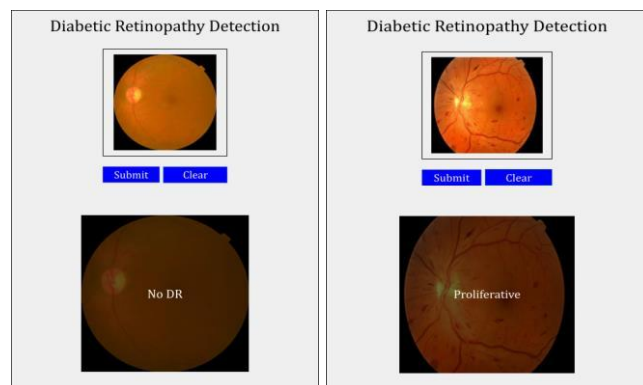 Diabetic Retinopathy Detection
Submit Clear
No DR
Diabetic Retinopathy Detection
Submit Clear
Proliferative